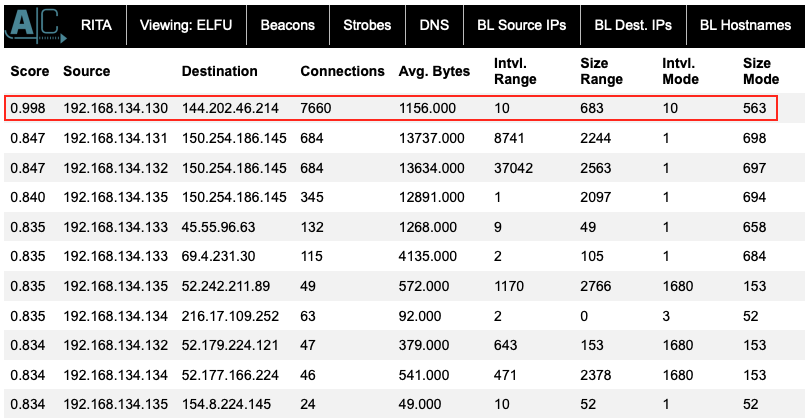 A|C RITA Viewing: ELFU Beacons Strobes DNS BL Source IPs BL Dest. IPs BL Hostnames
Score Source Destination Connections Avg. Bytes Intvl. Range Size Range Intvl. Mode Size Mode
0.998 192.168.134.130 144.202.46.214 7660 1156.000 10 683 10 563
0.847 192.168.134.131 150.254.186.145 684 13737.000 8741 2244 1 698
0.847 192.168.134.132 150.254.186.145 684 13634.000 37042 2563 1 697
0.840 192.168.134.135 150.254.186.145 345 12891.000 1 2097 1 694
0.835 192.168.134.133 45.55.96.63 132 1268.000 9 49 1 658
0.835 192.168.134.133 69.4.231.30 115 4135.000 2 105 1 684
0.835 192.168.134.135 52.242.211.89 49 572.000 1170 2766 1680 153
0.835 192.168.134.134 216.17.109.252 63 92.000 2 0 3 52
0.834 192.168.134.132 52.179.224.121 47 379.000 643 153 1680 153
0.834 192.168.134.134 52.177.166.224 46 541.000 471 2378 1680 153
0.834 192.168.134.135 154.8.224.145 24 49.000 10 52 1 52